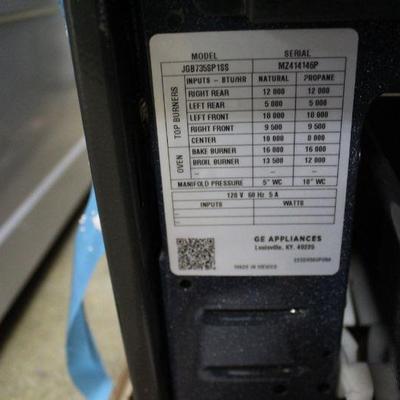 MODEL SERIAL
JGB735SP1SS MZ414146P
INPUTS - BTU/HR NATURAL PROPANE
TOP BURNERS
RIGHT REAR 12 000 12 000
LEFT REAR 5 000 5 000
LEFT FRONT 10 000 10 000
RIGHT FRONT 9 500 9 500
CENTER 10 000 8 000
OVEN
BAKE BURNER 16 000 16 000
BROIL BURNER 13 500 12 000
MANIFOLD PRESSURE 5" WC 10" WC
120 V 60 Hz 5 A
INPUTS WATTS
GE APPLIANCES
Louisville, KY. 40225
MADE IN MEXICO